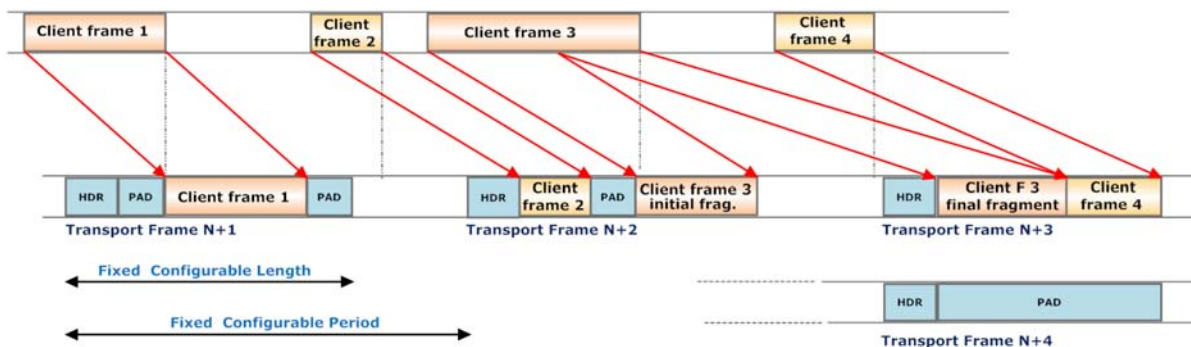 Client frame 1
Client
frame 2
Client frame 3
Client
frame 4
HDR
PAD
Client frame 1
PAD
HDR
Client
frame 2
PAD
Client frame 3
initial frag.
HDR
Client F 3
final fragment
Client
frame 4
Transport Frame N+1
Transport Frame N+2
Transport Frame N+3
Fixed Configurable Length
HDR
PAD
Fixed Configurable Period
Transport Frame N+4